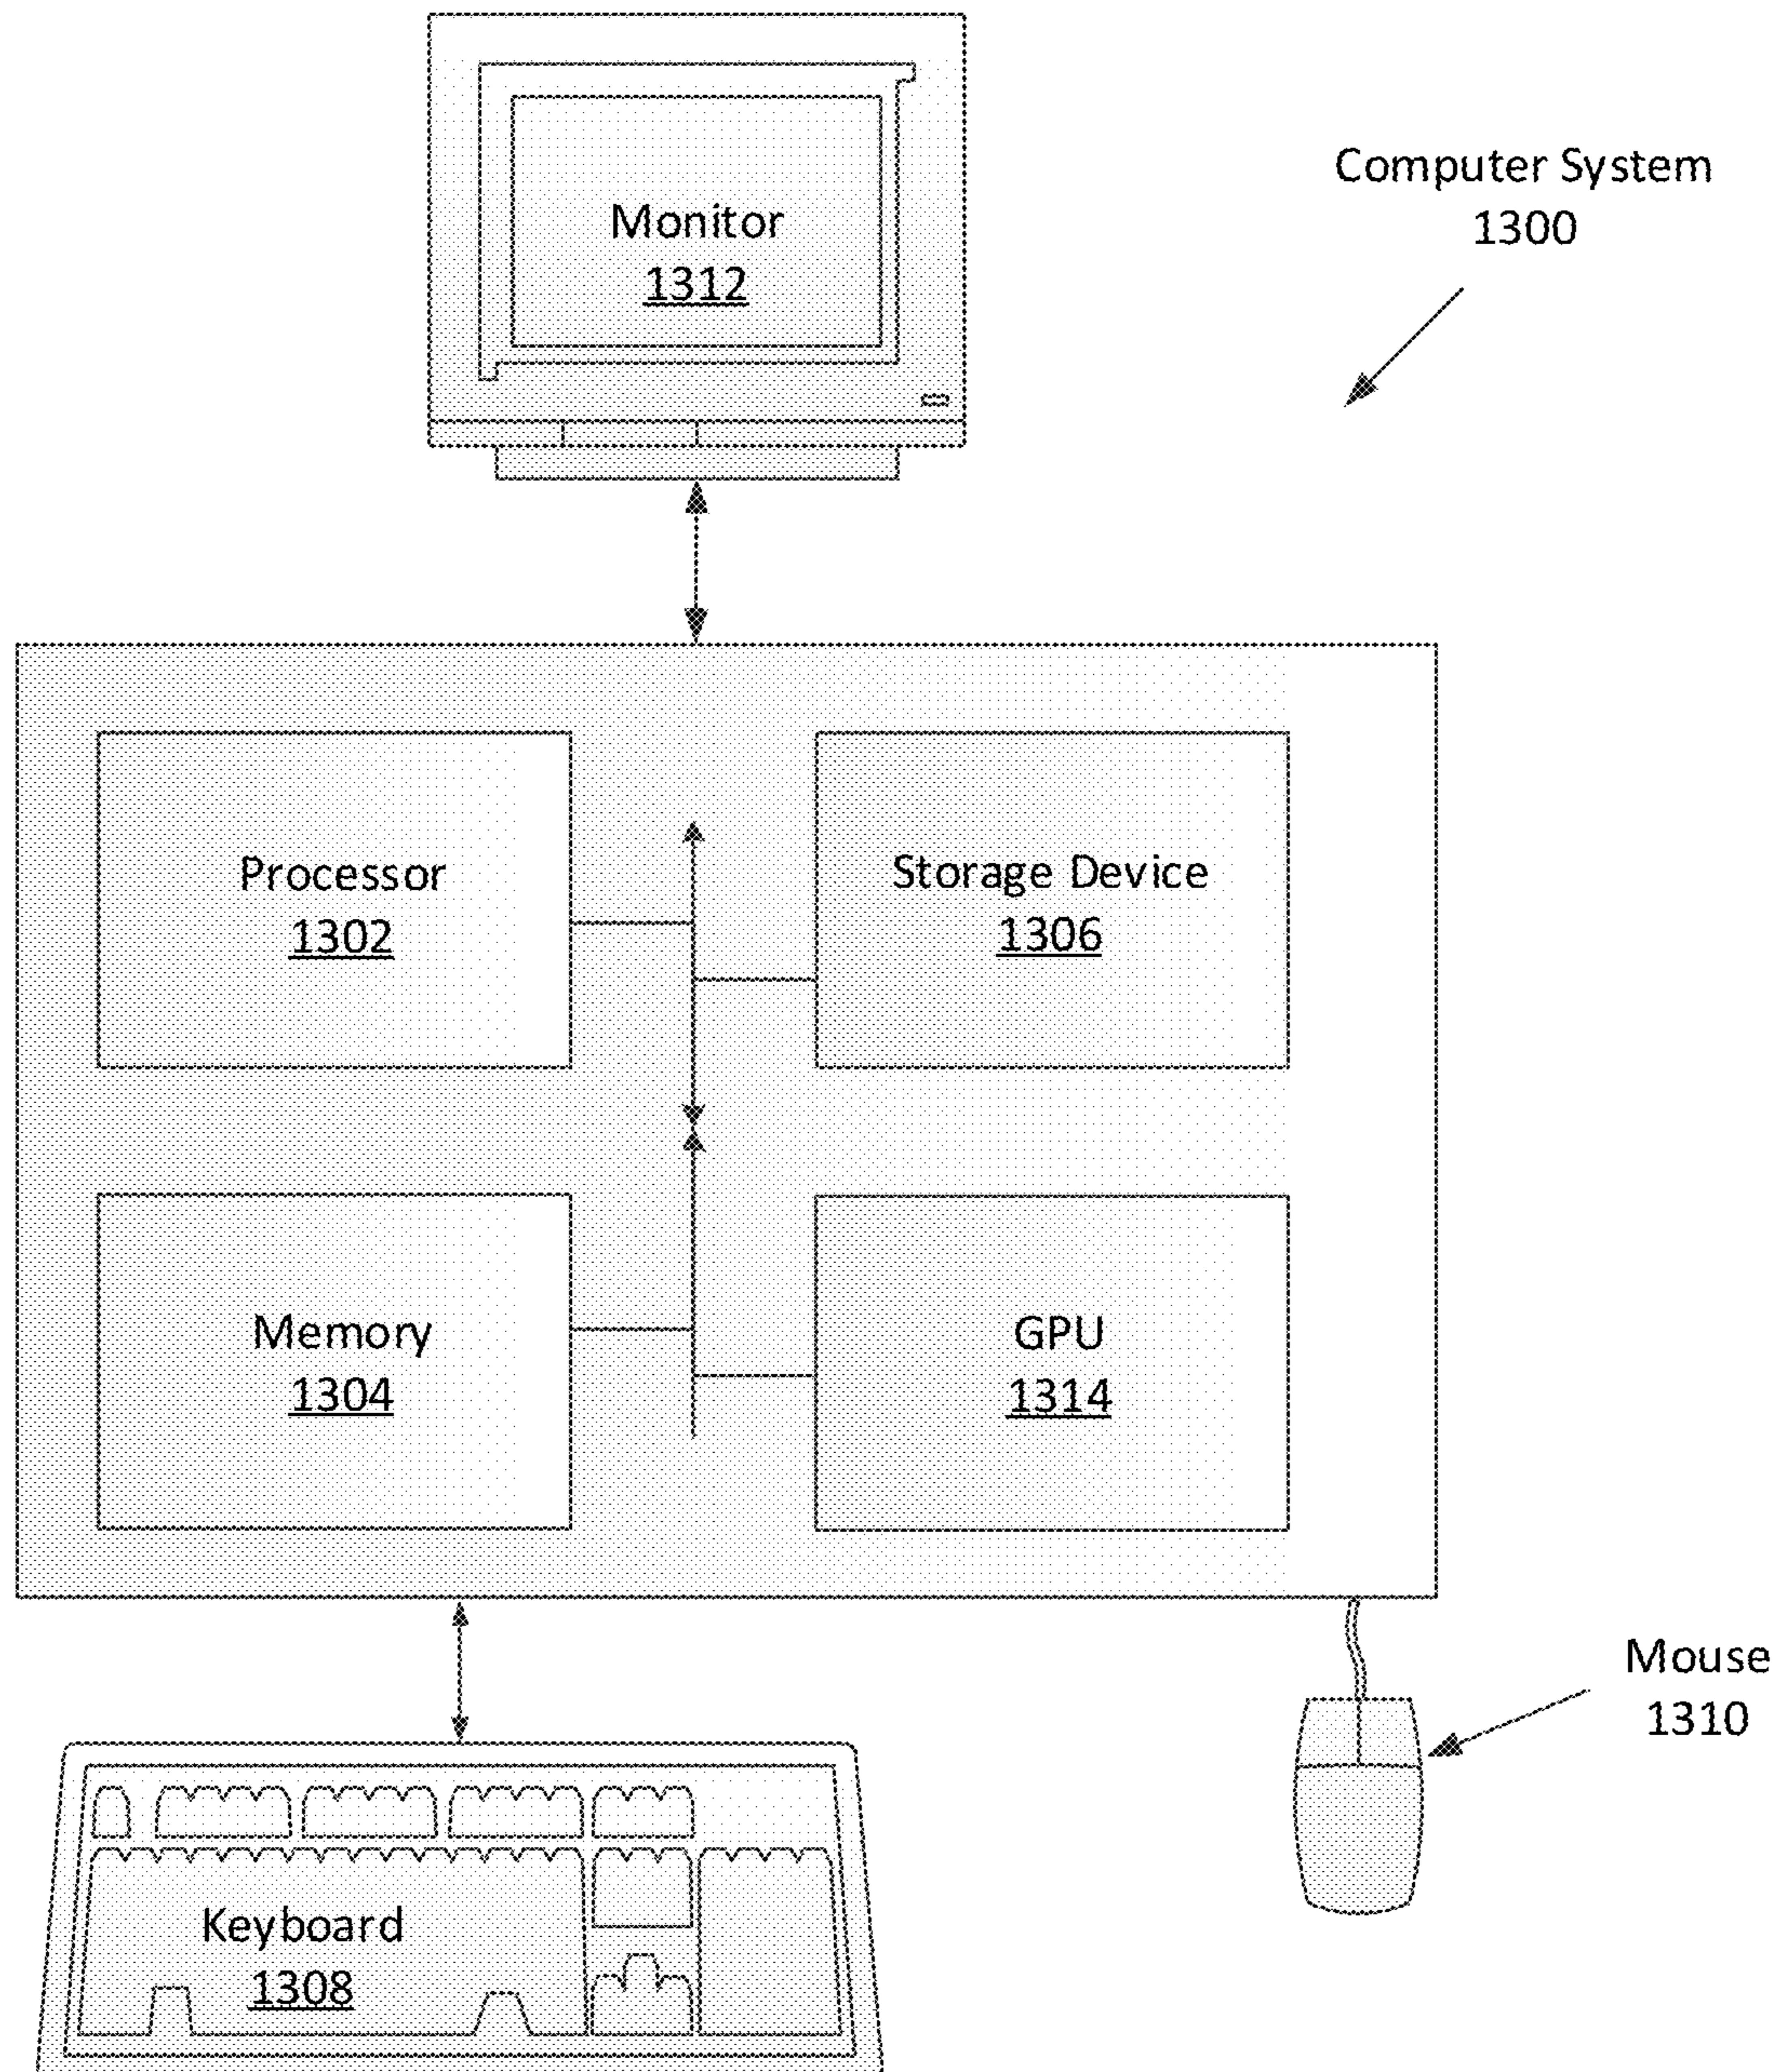 Computer System
1300
Monitor
1312
Processor
1302
Storage Device
1306
Memory
1304
GPU
1314
Mouse
1310
Keyboard
1308